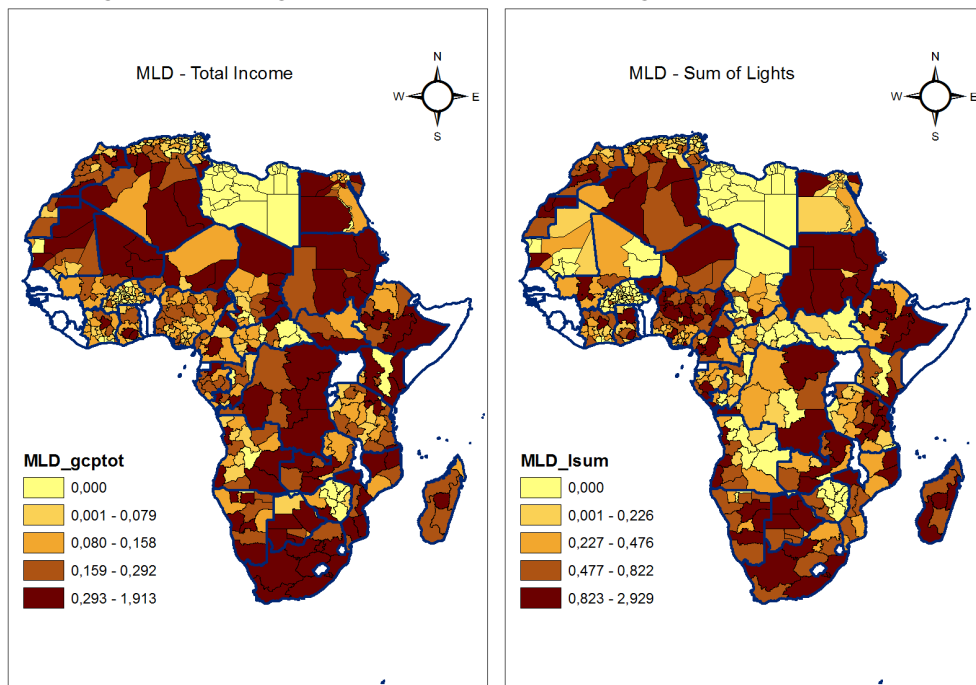 MLD - Total Income
N
W
E
S
MLD_gcptot
0,000
0,001 - 0,079
0,080 - 0,158
0,159 - 0,292
0,293 - 1,913
MLD - Sum of Lights
N
W
E
S
MLD_lsum
0,000
0,001 - 0,226
0,227 - 0,476
0,477 - 0,822
0,823 - 2,929